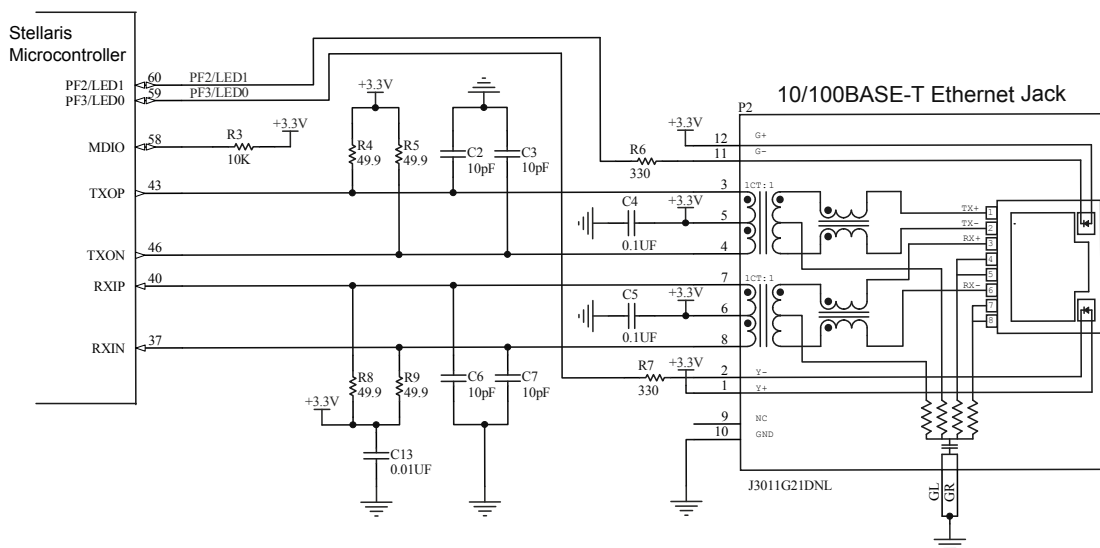 Stellaris
Microcontroller
PF2/LED1
60
PF2/LED1
PF3/LED0
59
PF3/LED0
MDIO
58
R3
10K
+3.3V
TXOP
43
TXON
46
RXIP
40
RXIN
37
+3.3V
R4
49.9
R5
49.9
C2
10pF
C3
10pF
R6
330
C4
0.1UF
+3.3V
C5
0.1UF
+3.3V
R8
49.9
R9
49.9
C6
10pF
C7
10pF
+3.3V
C13
0.01UF
R7
330
+3.3V
10/100BASE-T Ethernet Jack
P2
+3.3V
12
G+
11
G-
3
1CT:1
5
4
7
1CT:1
6
8
2
Y-
1
Y+
9
NC
10
GND
TX+
1
TX-
2
RX+
3
4
5
RX-
6
7
8
J3011G21DNL
GL
GR